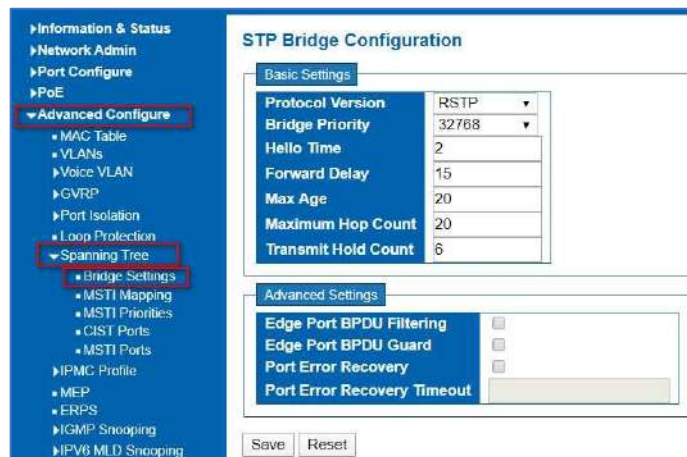 Information & Status
Network Admin
Port Configure
PoE
Advanced Configure
MAC Table
VLANs
Voice VLAN
GVRP
Port Isolation
Loop Protection
Spanning Tree
Bridge Settings
MSTI Mapping
MSTI Priorities
CIST Ports
MSTI Ports
IPMC Profile
MEP
ERPS
IGMP Snooping
IPV6 MLD Snooping
STP Bridge Configuration
Basic Settings
Protocol Version RSTP
Bridge Priority 32768
Hello Time 2
Forward Delay 15
Max Age 20
Maximum Hop Count 20
Transmit Hold Count 6
Advanced Settings
Edge Port BPDU Filtering
Edge Port BPDU Guard
Port Error Recovery
Port Error Recovery Timeout
Save Reset